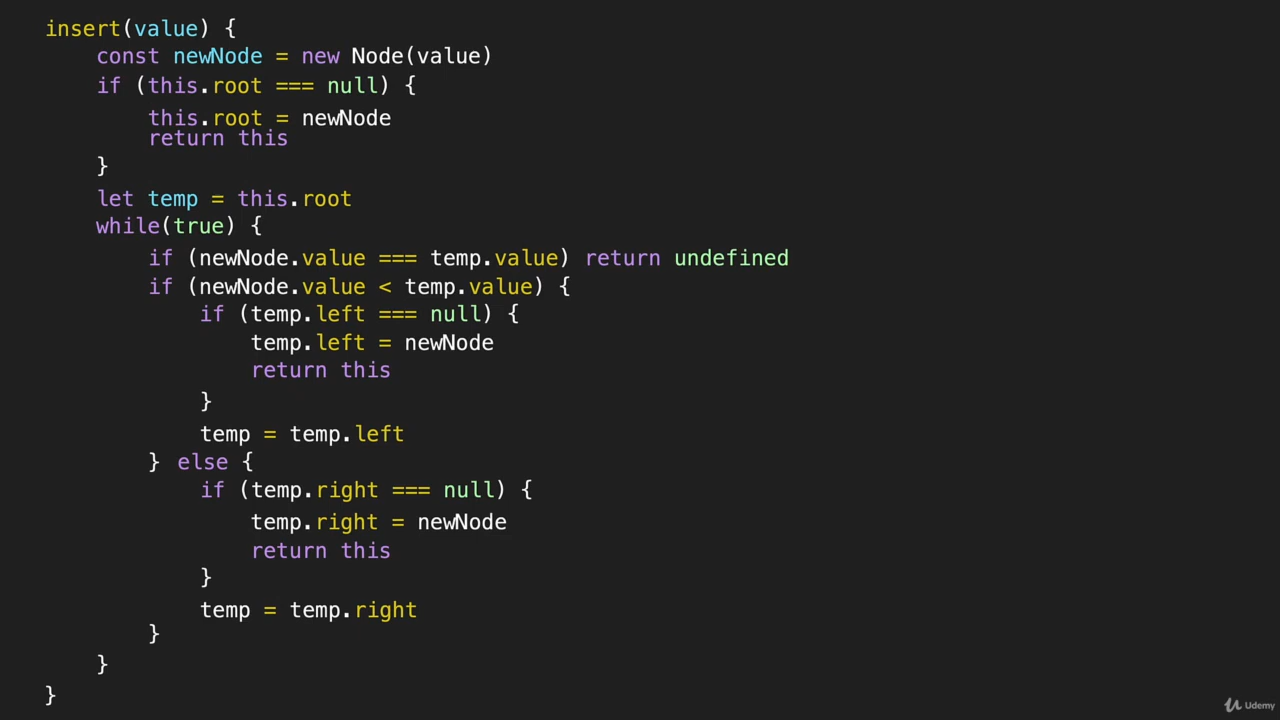 insert(value) {
    const newNode = new Node(value)
    if (this.root === null) {
        this.root = newNode
        return this
    }
    let temp = this.root
    while(true) {
        if (newNode.value === temp.value) return undefined
        if (newNode.value < temp.value) {
            if (temp.left === null) {
                temp.left = newNode
                return this
            }
            temp = temp.left
        } else {
            if (temp.right === null) {
                temp.right = newNode
                return this
            }
            temp = temp.right
        }
    }
}
Udemy